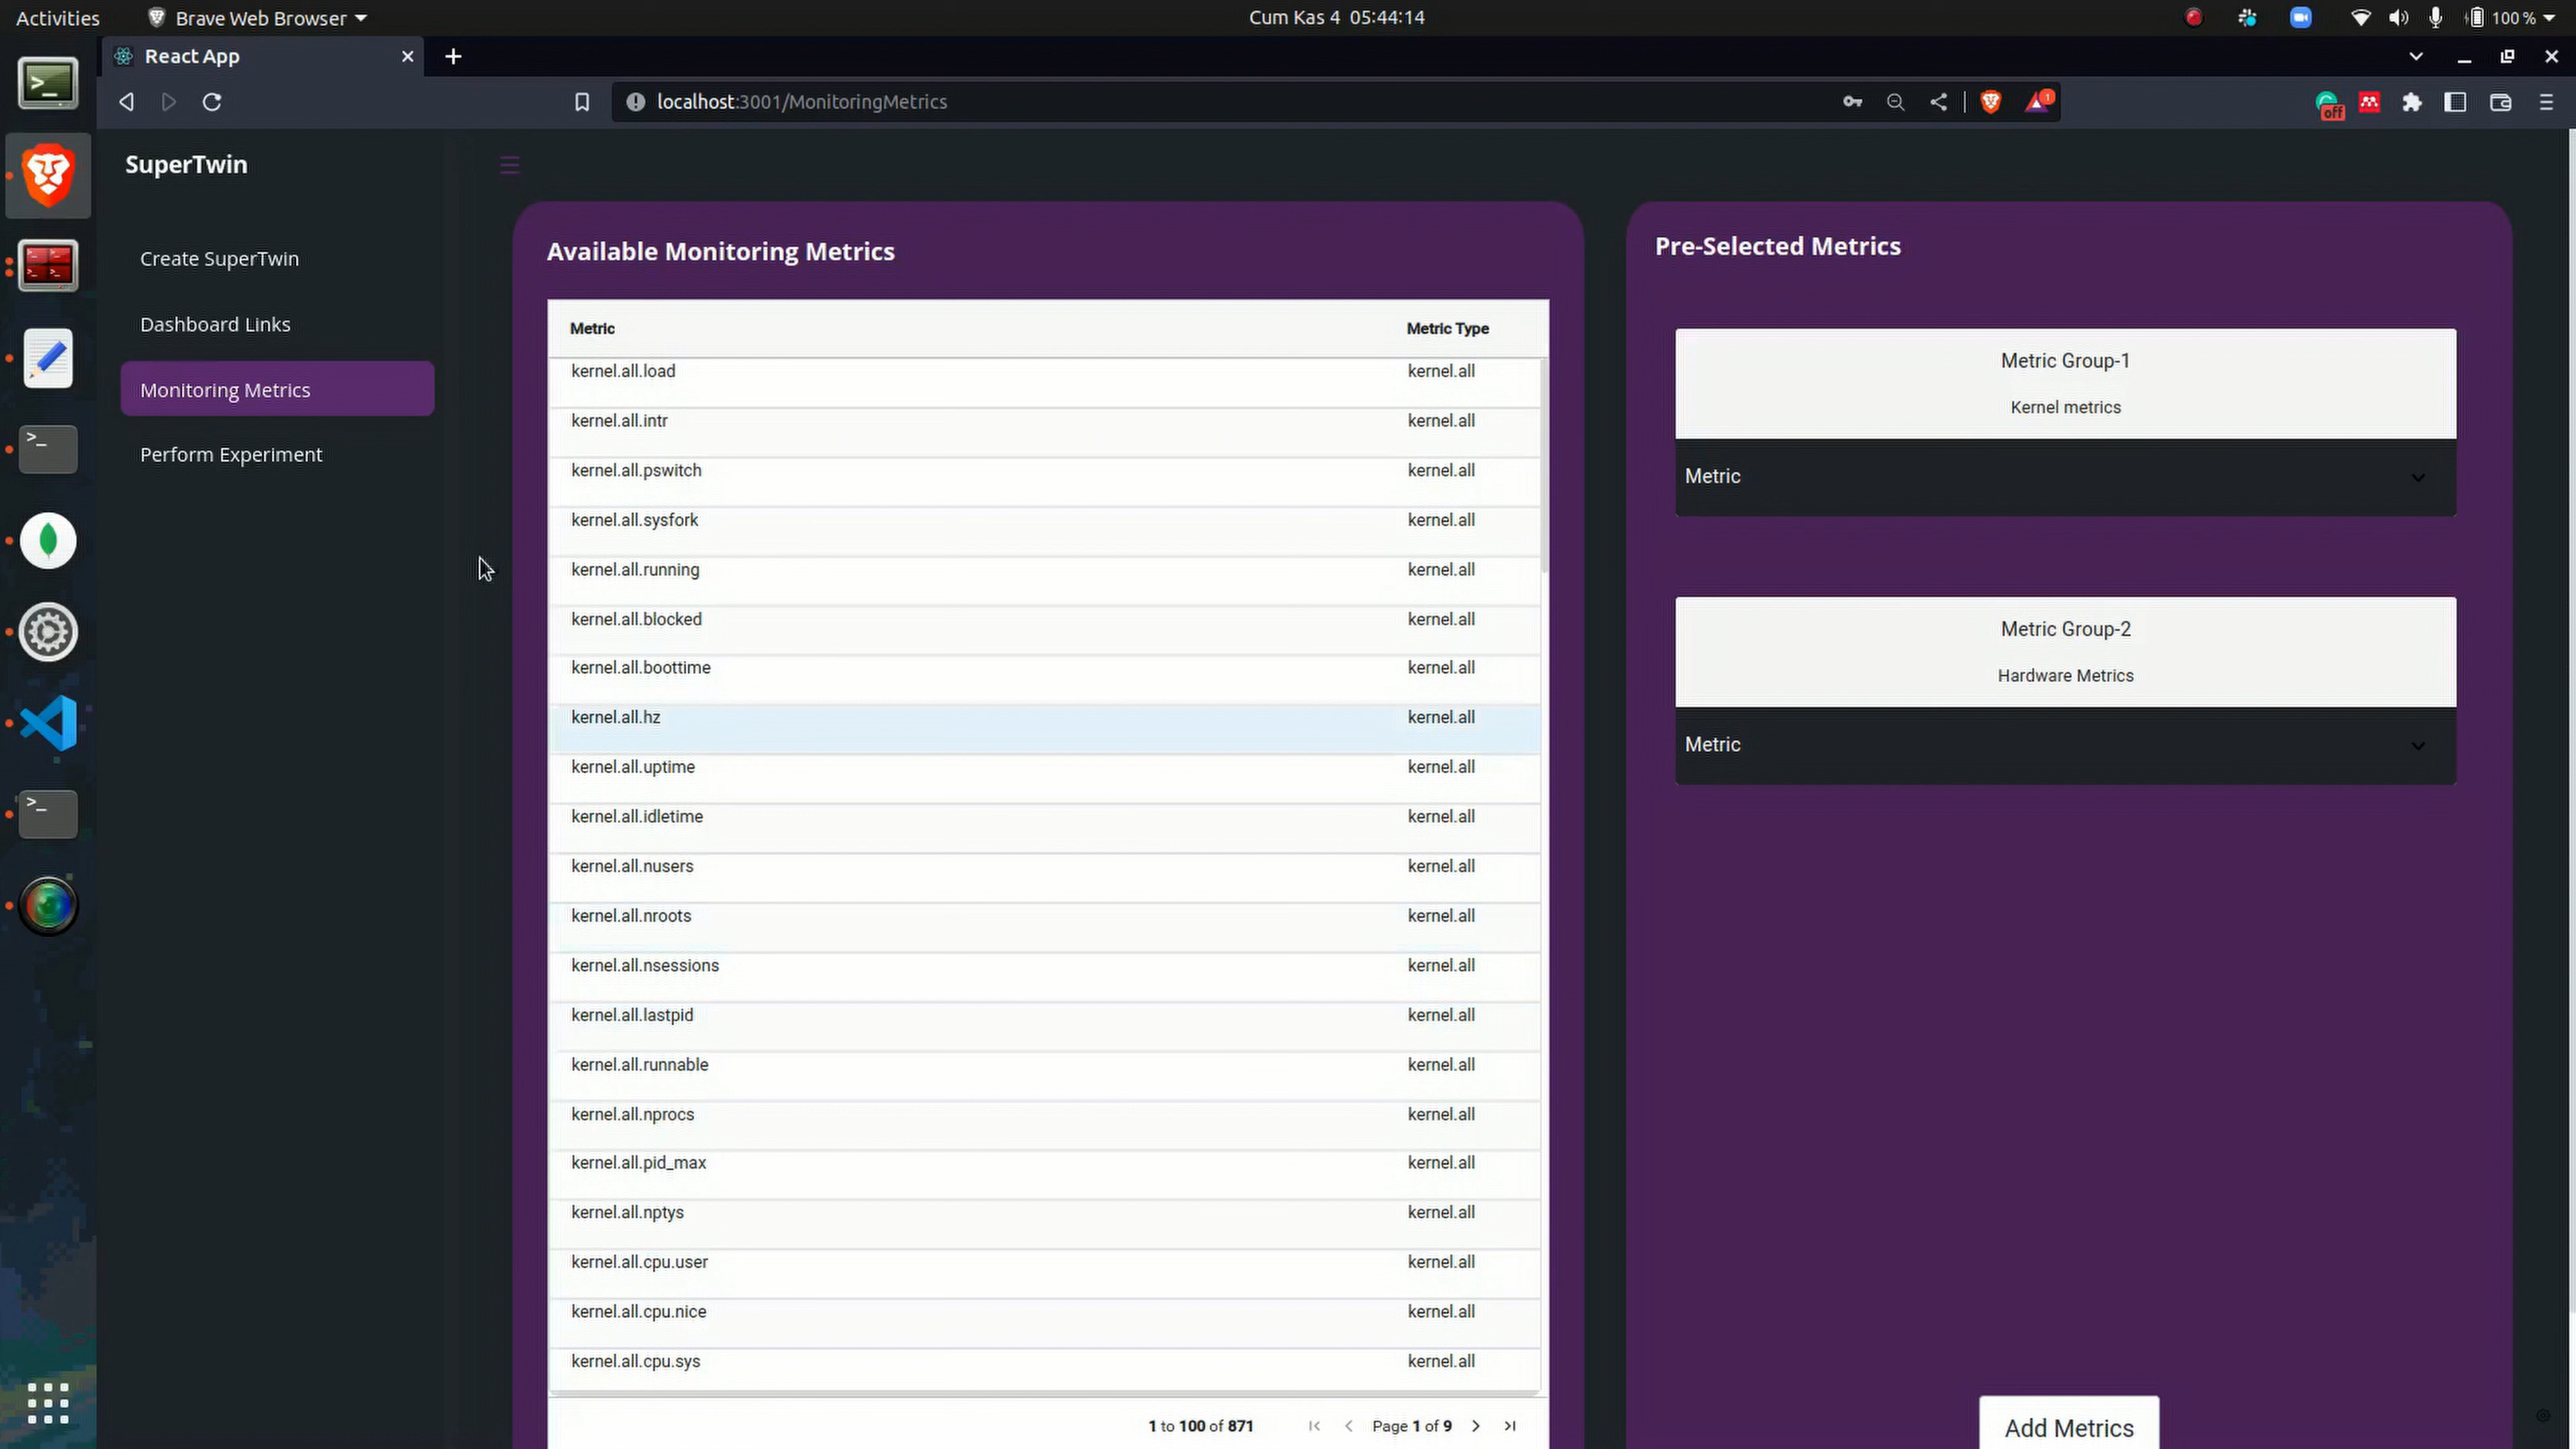 Activities
Brave Web Browser
Cum Kas 4 05:44:14
100 %
React App
localhost:3001/MonitoringMetrics
1
off
SuperTwin
Create SuperTwin
Dashboard Links
Monitoring Metrics
Perform Experiment
Available Monitoring Metrics
Metric Metric Type
kernel.all.load kernel.all
kernel.all.intr kernel.all
kernel.all.pswitch kernel.all
kernel.all.sysfork kernel.all
kernel.all.running kernel.all
kernel.all.blocked kernel.all
kernel.all.boottime kernel.all
kernel.all.hz kernel.all
kernel.all.uptime kernel.all
kernel.all.idletime kernel.all
kernel.all.nusers kernel.all
kernel.all.nroots kernel.all
kernel.all.nsessions kernel.all
kernel.all.lastpid kernel.all
kernel.all.runnable kernel.all
kernel.all.nprocs kernel.all
kernel.all.pid_max kernel.all
kernel.all.nptys kernel.all
kernel.all.cpu.user kernel.all
kernel.all.cpu.nice kernel.all
kernel.all.cpu.sys kernel.all
1 to 100 of 871 Page 1 of 9
Pre-Selected Metrics
Metric Group-1
Kernel metrics
Metric
Metric Group-2
Hardware Metrics
Metric
Add Metrics